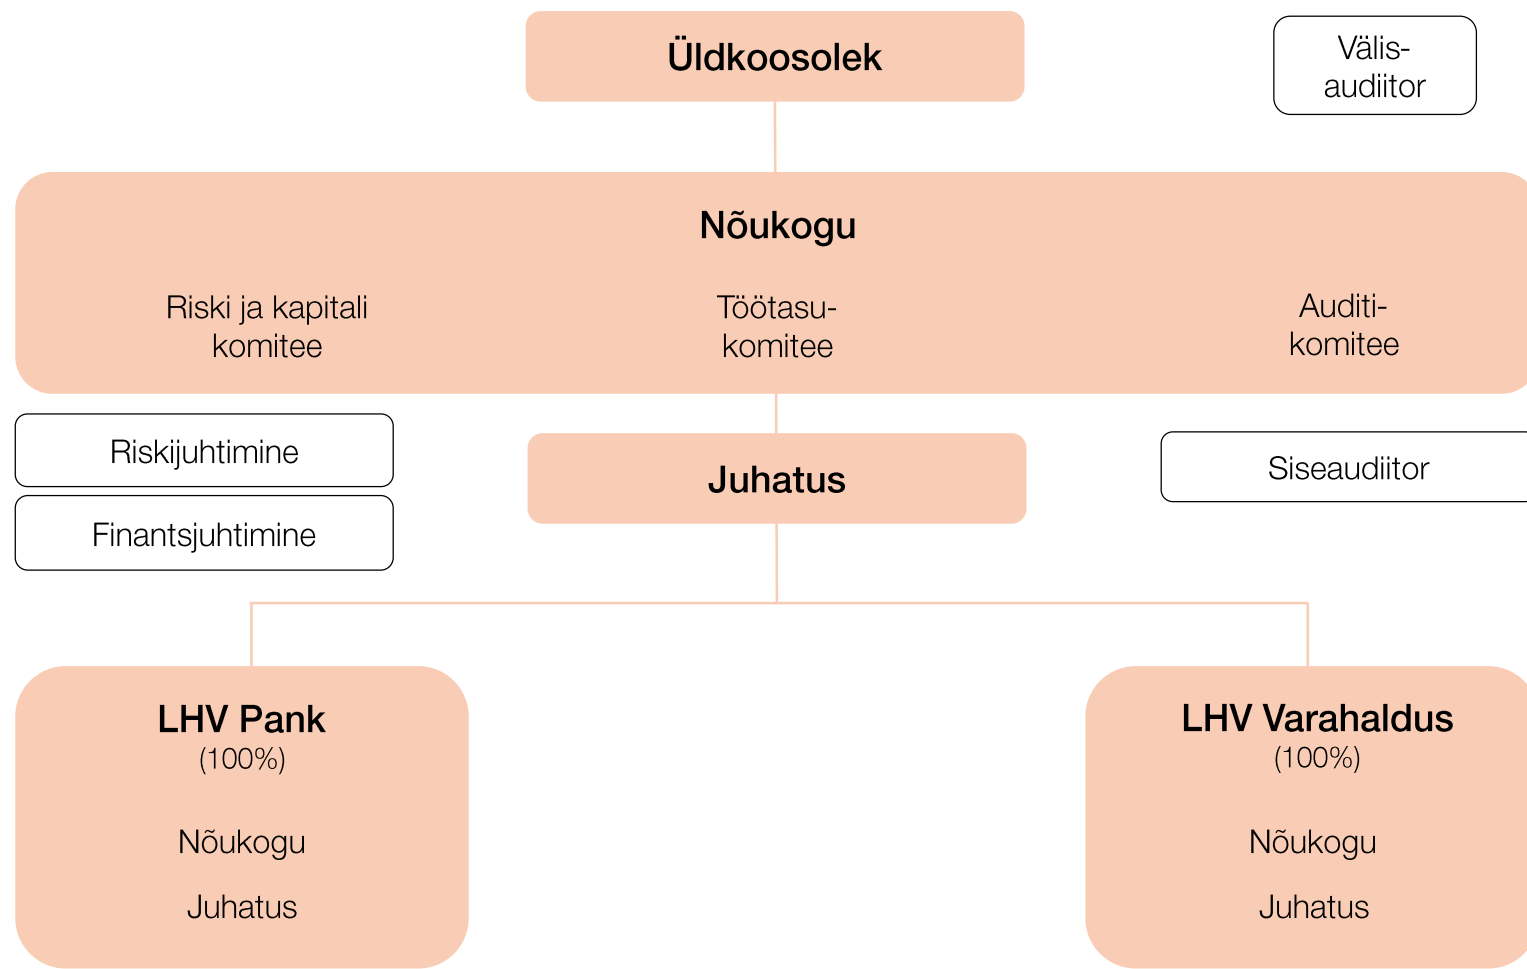 Üldkoosolek
Välis-
audiitor
Nõukogu
Riski ja kapitali
komitee
Töötasu-
komitee
Auditi-
komitee
Riskijuhtimine
Finantsjuhtimine
Juhatus
Siseaudiitor
LHV Pank
(100%)
Nõukogu
Juhatus
LHV Varahaldus
(100%)
Nõukogu
Juhatus